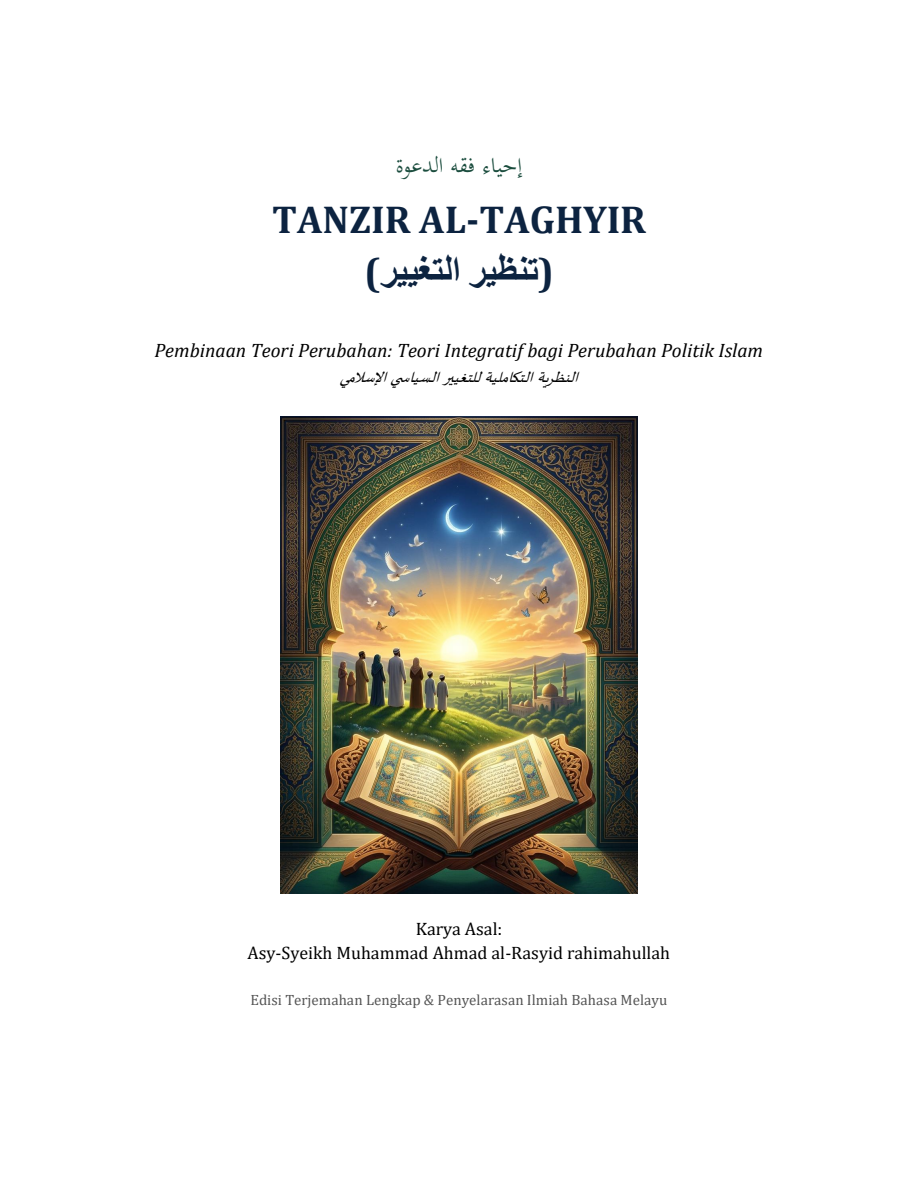 إحياء فقه الدعوة
TANZIR AL-TAGHYIR
(تنظير التغيير)
Pembinaan Teori Perubahan: Teori Integratif bagi Perubahan Politik Islam
النظرية التكاملية للتغيير السياسي الإسلامي
Karya Asal:
Asy-Syeikh Muhammad Ahmad al-Rasyid rahimahullah
Edisi Terjemahan Lengkap & Penyelarasan Ilmiah Bahasa Melayu